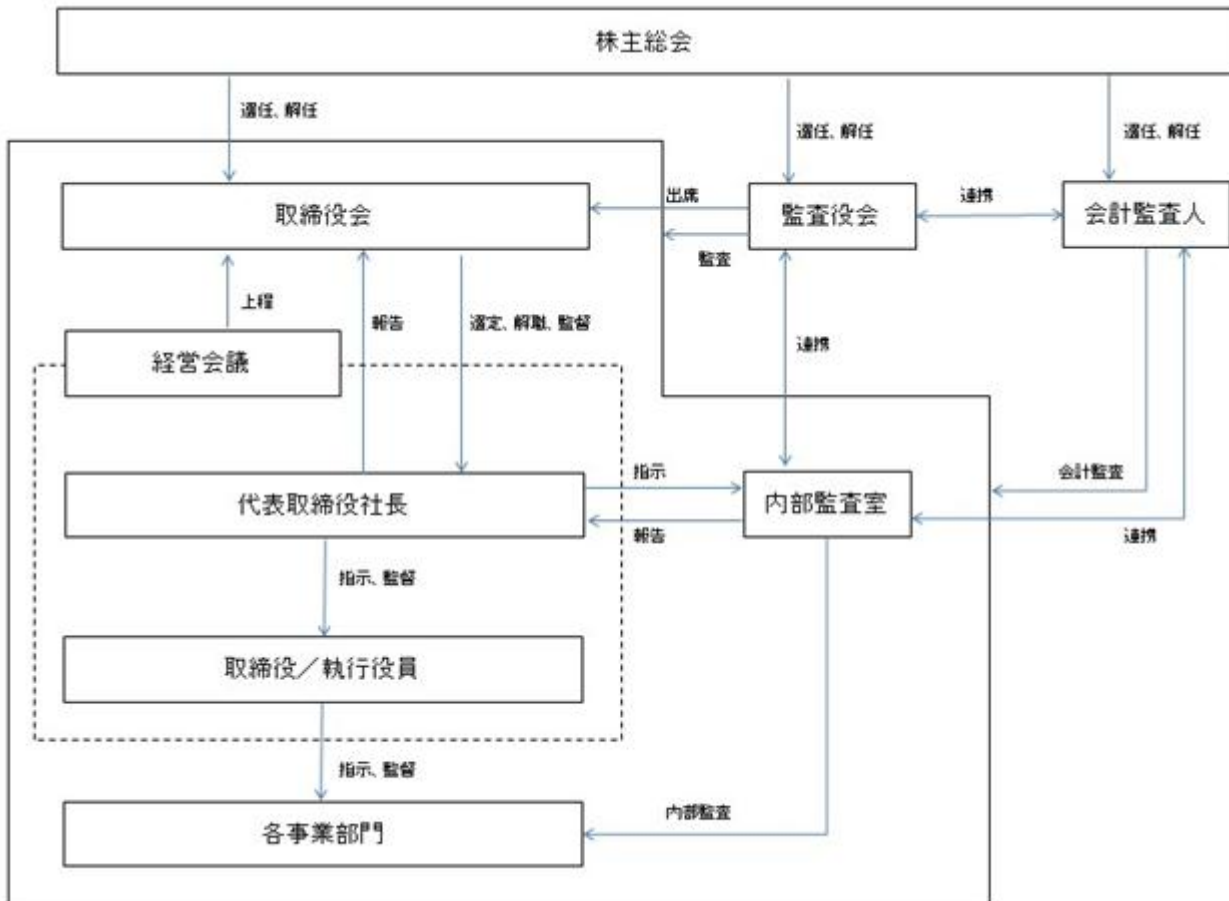 株主総会
選任、解任
選任、解任
選任、解任
取締役会
出席
監査役会
連携
会計監査人
監査
上程
報告
選定、解職、監督
連携
経営会議
代表取締役社長
指示
報告
内部監査室
会計監査
連携
指示、監督
取締役／執行役員
指示、監督
内部監査
各事業部門